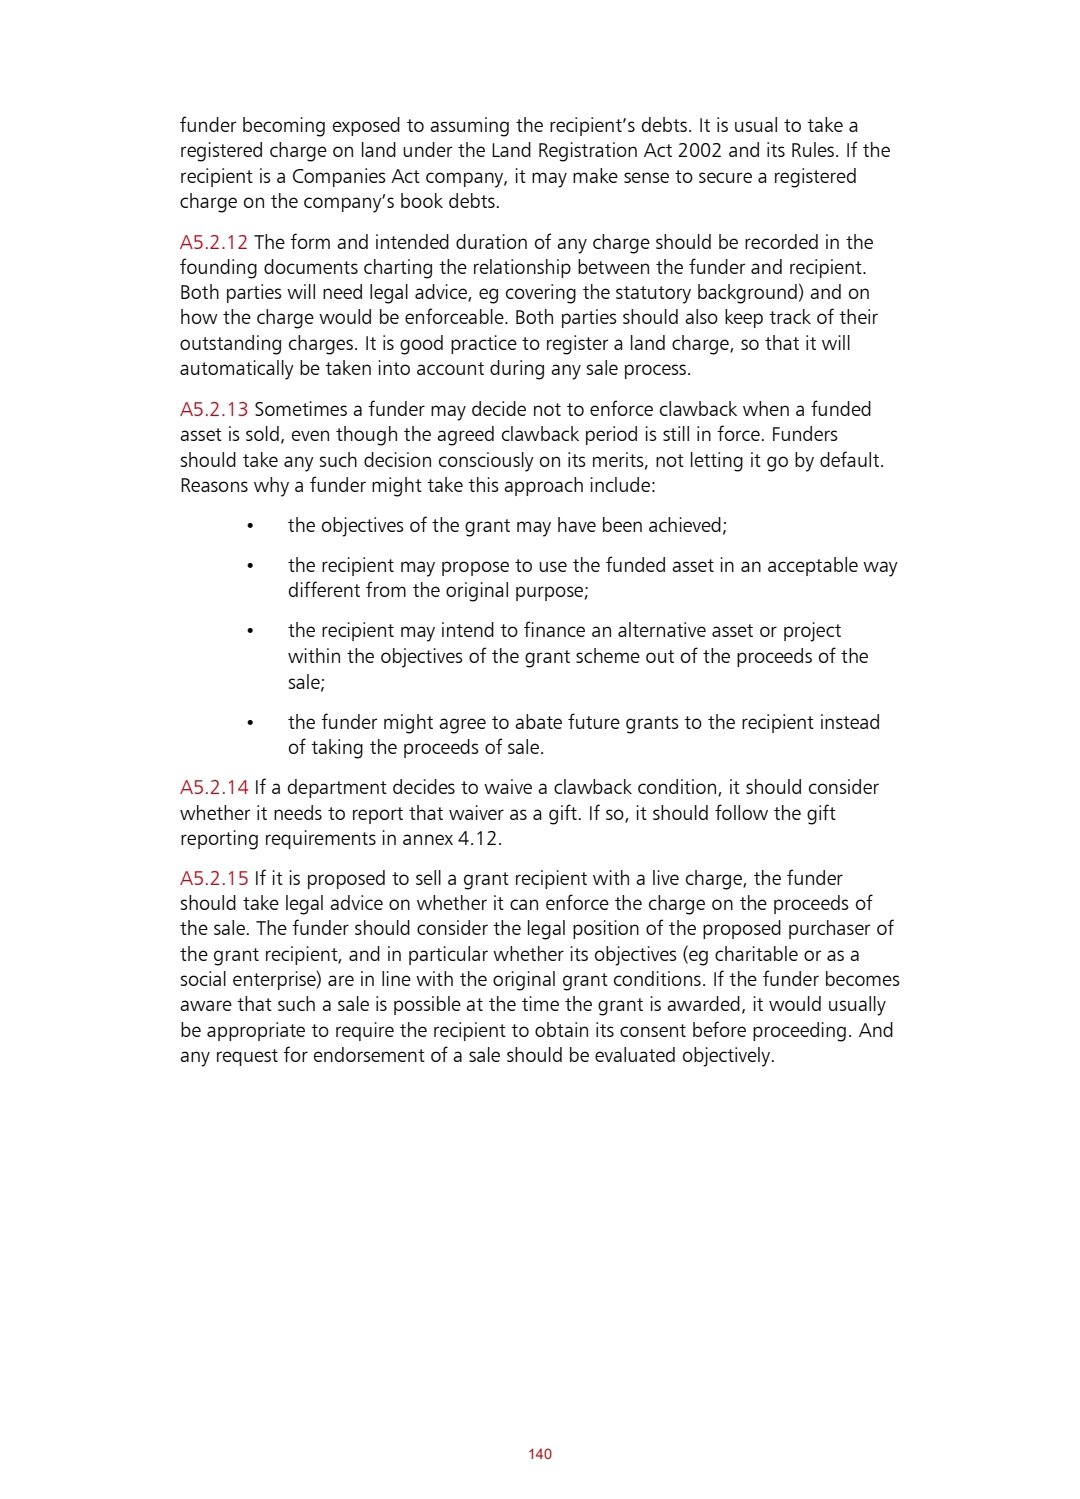 funder becoming exposed to assuming the recipient’s debts. It is usual to take a
registered charge on land under the Land Registration Act 2002 and its Rules. If the
recipient is a Companies Act company, it may make sense to secure a registered
charge on the company’s book debts.
A5.2.12 The form and intended duration of any charge should be recorded in the
founding documents charting the relationship between the funder and recipient.
Both parties will need legal advice, eg covering the statutory background) and on
how the charge would be enforceable. Both parties should also keep track of their
outstanding charges. It is good practice to register a land charge, so that it will
automatically be taken into account during any sale process.
A5.2.13 Sometimes a funder may decide not to enforce clawback when a funded
asset is sold, even though the agreed clawback period is still in force. Funders
should take any such decision consciously on its merits, not letting it go by default.
Reasons why a funder might take this approach include:
• the objectives of the grant may have been achieved;
• the recipient may propose to use the funded asset in an acceptable way
different from the original purpose;
• the recipient may intend to finance an alternative asset or project
within the objectives of the grant scheme out of the proceeds of the
sale;
• the funder might agree to abate future grants to the recipient instead
of taking the proceeds of sale.
A5.2.14 If a department decides to waive a clawback condition, it should consider
whether it needs to report that waiver as a gift. If so, it should follow the gift
reporting requirements in annex 4.12.
A5.2.15 If it is proposed to sell a grant recipient with a live charge, the funder
should take legal advice on whether it can enforce the charge on the proceeds of
the sale. The funder should consider the legal position of the proposed purchaser of
the grant recipient, and in particular whether its objectives (eg charitable or as a
social enterprise) are in line with the original grant conditions. If the funder becomes
aware that such a sale is possible at the time the grant is awarded, it would usually
be appropriate to require the recipient to obtain its consent before proceeding. And
any request for endorsement of a sale should be evaluated objectively.
140